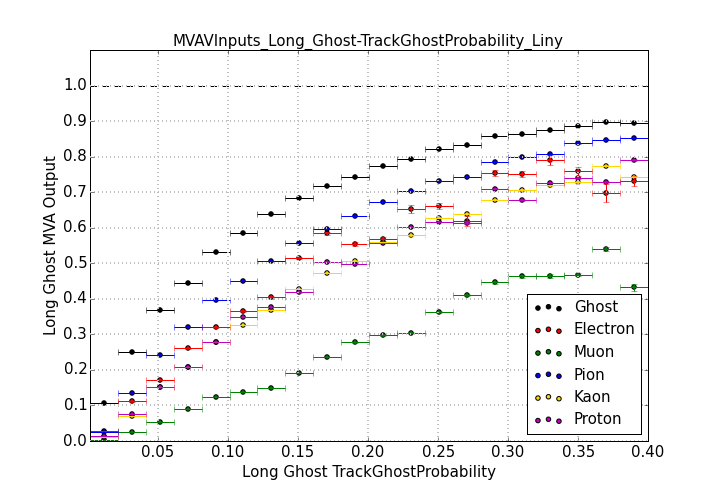 MVAVInputs_Long_Ghost-TrackGhostProbability_Liny
Long Ghost MVA Output
1.0
0.9
0.8
0.7
0.6
0.5
0.4
0.3
0.2
0.1
0.0
Ghost
Electron
Muon
Pion
Kaon
Proton
0.05 0.10 0.15 0.20 0.25 0.30 0.35 0.40
Long Ghost TrackGhostProbability